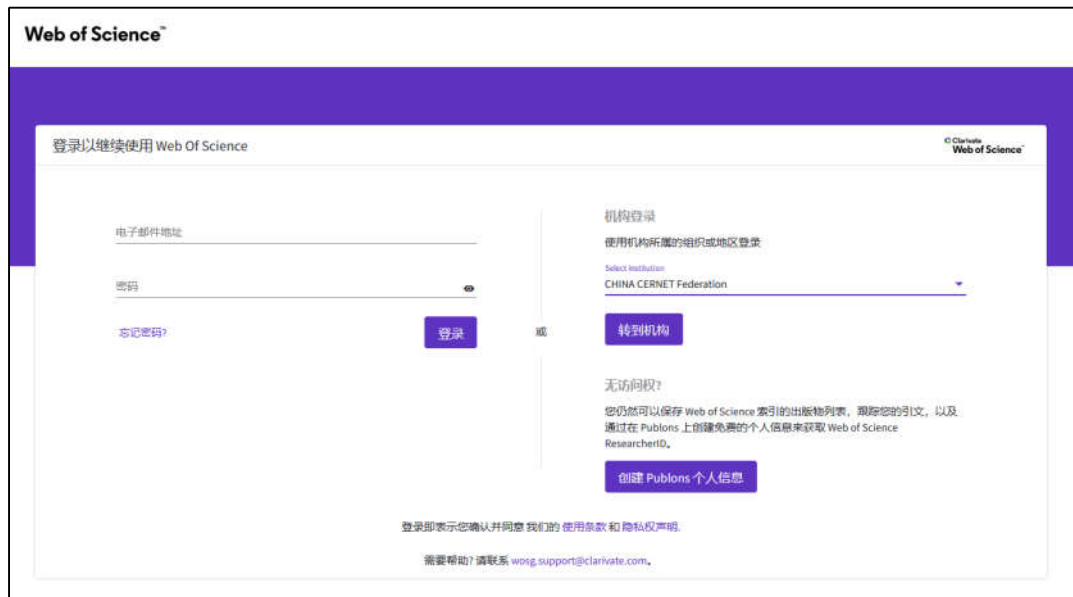 Web of Science™
登录以继续使用 Web Of Science
Clarivate
Web of Science™
电子邮件地址
密码
忘记密码?
登录
或
机构登录
使用机构所属的组织或地区登录
Select Institution
CHINA CERNET Federation
转到机构
无访问权?
您仍然可以保存 Web of Science 索引的出版物列表，跟踪您的引文，以及
通过在 Publons 上创建免费的个人信息来获取 Web of Science
ResearcherID。
创建 Publons 个人信息
登录即表示您确认并同意 我们的 使用条款 和 隐私权声明.
需要帮助? 请联系 wosg.support@clarivate.com。